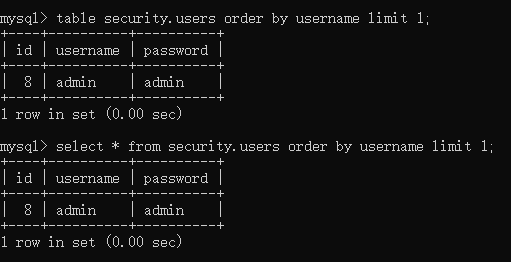 mysql> table security.users order by username limit 1;
+----+----------+----------+
| id | username | password |
+----+----------+----------+
|  8 | admin    | admin    |
+----+----------+----------+
1 row in set (0.00 sec)
mysql> select * from security.users order by username limit 1;
+----+----------+----------+
| id | username | password |
+----+----------+----------+
|  8 | admin    | admin    |
+----+----------+----------+
1 row in set (0.00 sec)